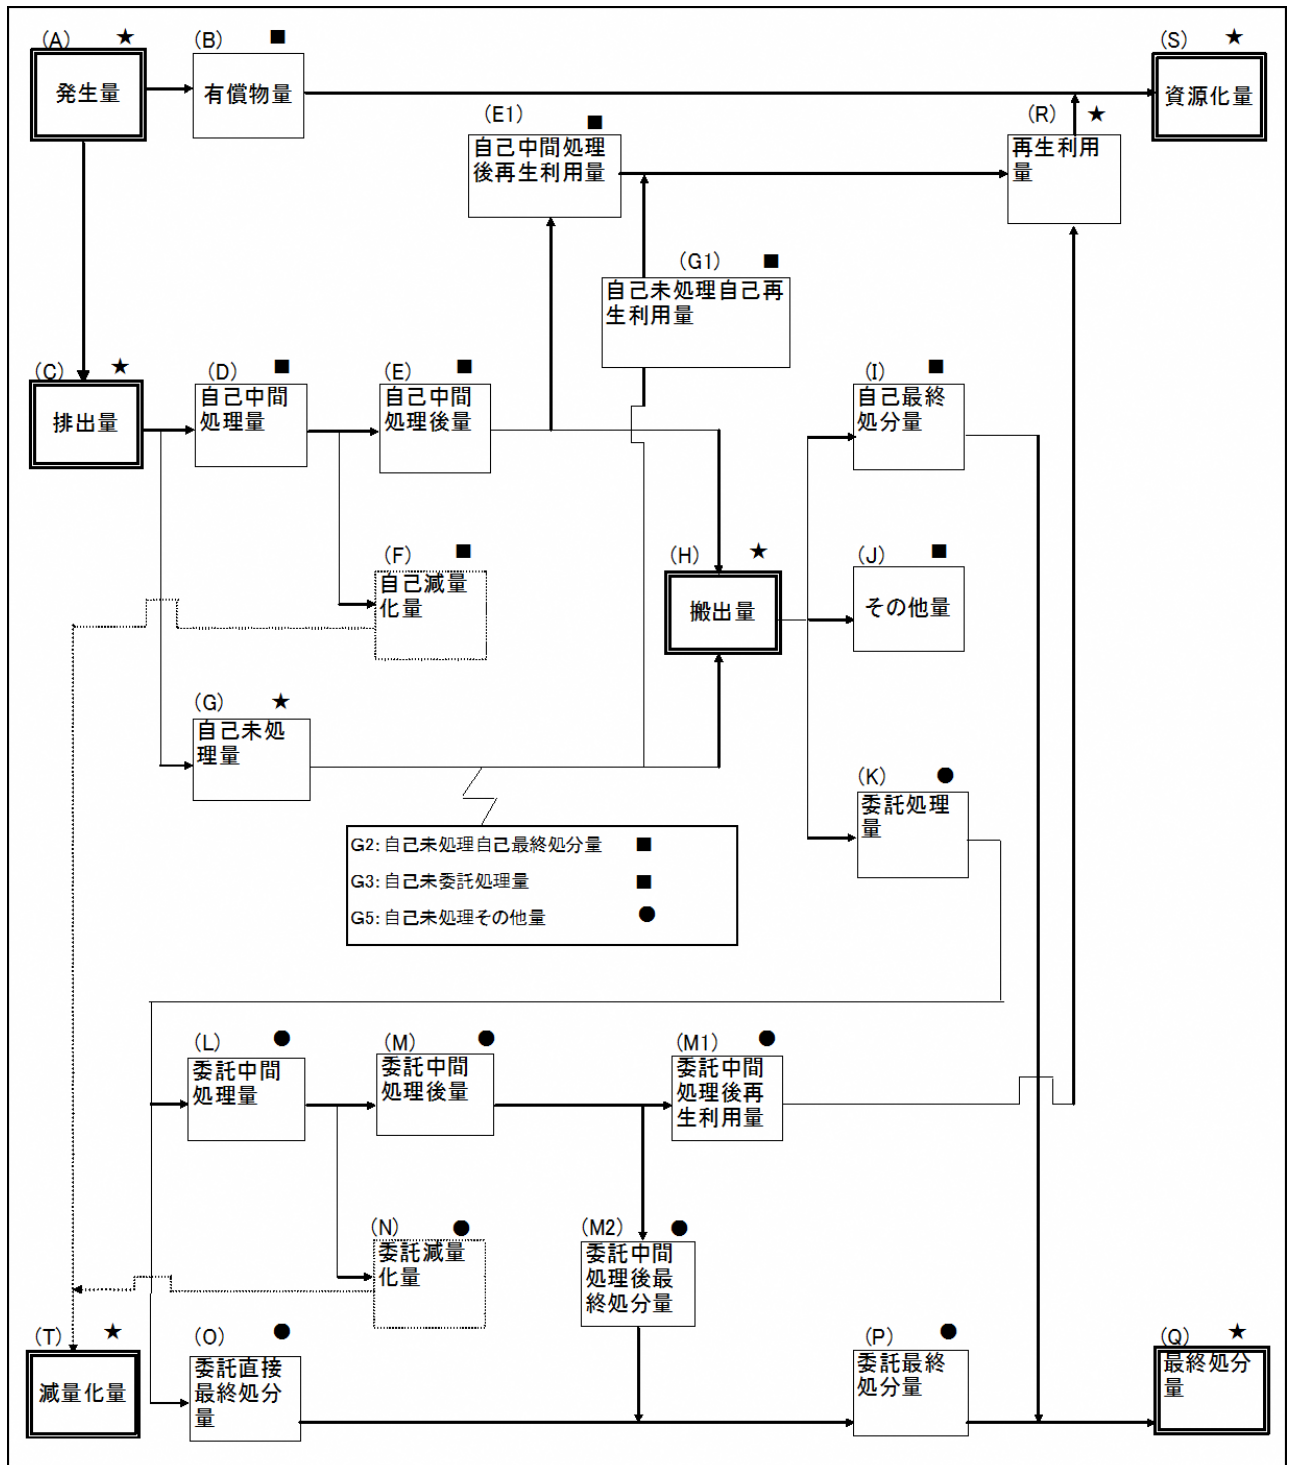 (A) ★
発生量
(B) ■
有償物量
(S) ★
資源化量
(E1) ■
自己中間処理
後再生利用量
(R) ★
再生利用
量
(G1) ■
自己未処理自己再
生利用量
(C) ★
排出量
(D) ■
自己中間
処理量
(E) ■
自己中間
処理後量
(I) ■
自己最終
処分量
(F) ■
自己減量
化量
(H) ★
搬出量
(J) ■
その他量
(G) ★
自己未処
理量
(K) ●
委託処理
量
G2:自己未処理自己最終処分量 ■
G3:自己未委託処理量 ■
G5:自己未処理その他量 ●
(L) ●
委託中間
処理量
(M) ●
委託中間
処理後量
(M1) ●
委託中間
処理後再
生利用量
(N) ●
委託減量
化量
(M2) ●
委託中間
処理後最
終処分量
(T) ★
減量化量
(O) ●
委託直接
最終処分
量
(P) ●
委託最終
処分量
(Q) ★
最終処分
量